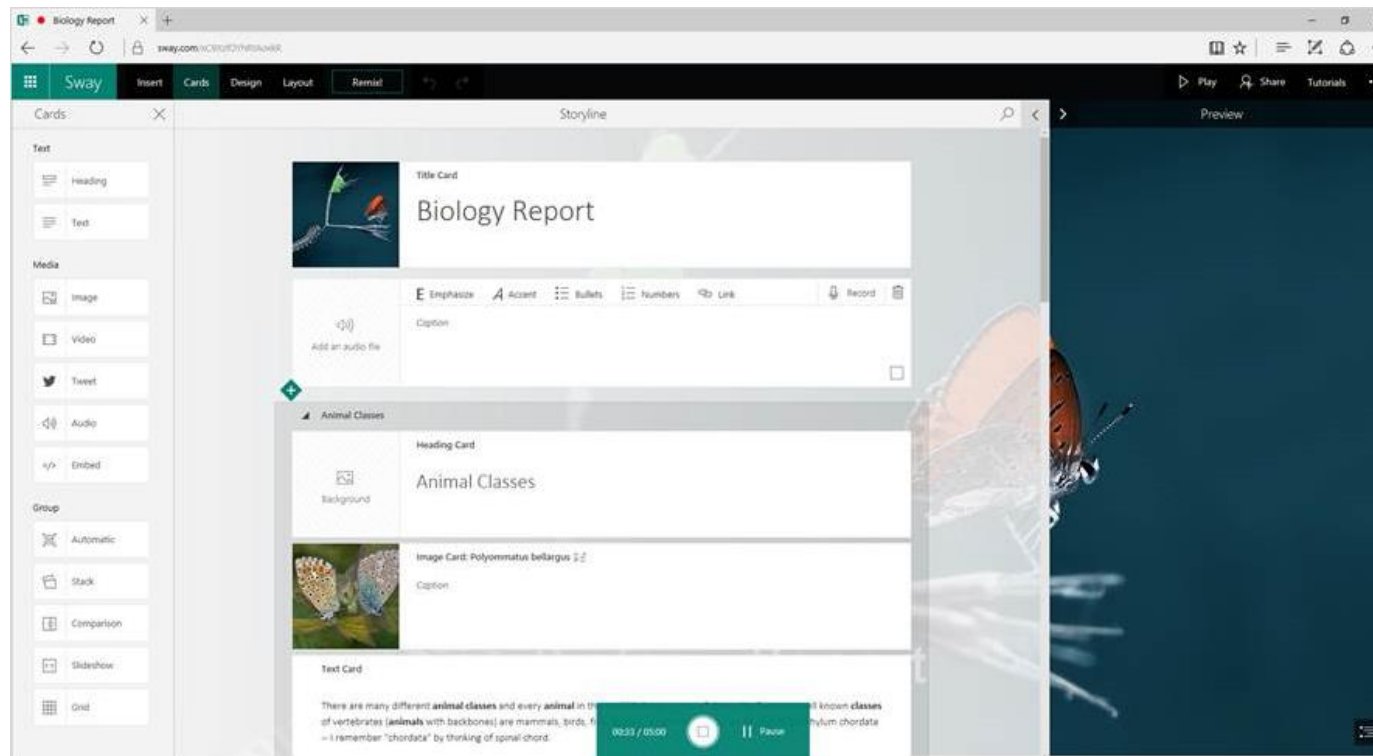 Biology Report
sway.com
Sway
Insert
Cards
Design
Layout
Remix!
Play
Share
Tutorials
Cards
Storyline
Preview
Text
Heading
Text
Media
Image
Video
Tweet
Audio
Embed
Group
Automatic
Stack
Comparison
Slideshow
Grid
Title Card
Biology Report
E Emphasize
A Accent
Bullets
Numbers
Link
Record
Add an audio file
Caption
Animal Classes
Heading Card
Background
Animal Classes
Image Card: Polyommatus bellargus
Caption
Text Card
There are many different animal classes and every animal in th
ll known classes
of vertebrates (animals with backbones) are mammals, birds, f
hylum chordata
– I remember "chordata" by thinking of spinal chord.
00:33 / 05:00
Pause